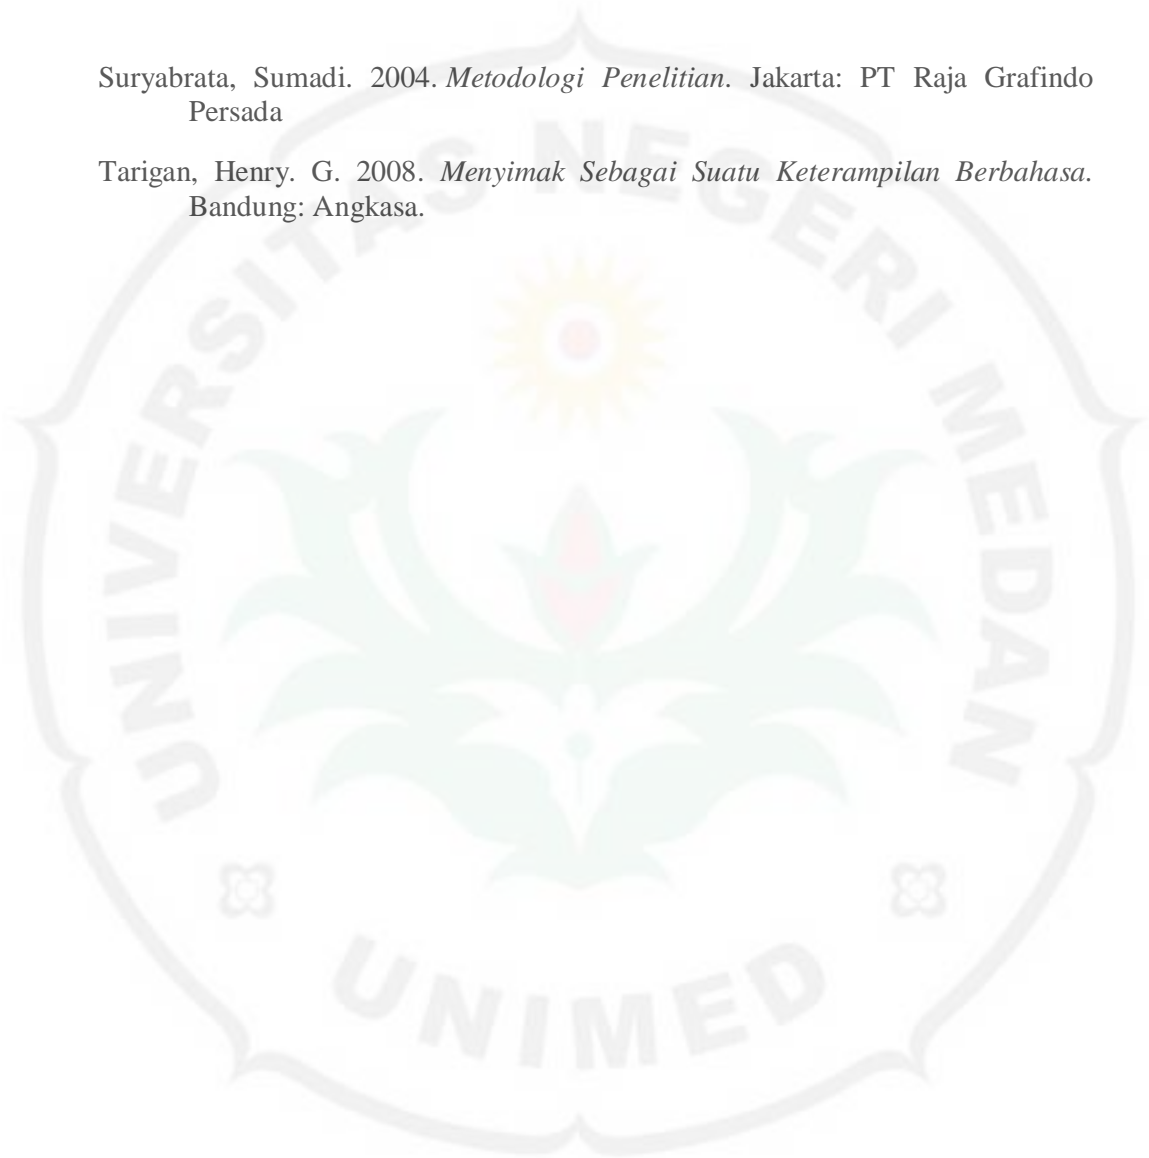 Suryabrata, Sumadi. 2004. Metodologi Penelitian. Jakarta: PT Raja Grafindo
Persada
Tarigan, Henry. G. 2008. Menyimak Sebagai Suatu Keterampilan Berbahasa.
Bandung: Angkasa.
UNIVERSITAS NEGERI MEDAN
UNIMED